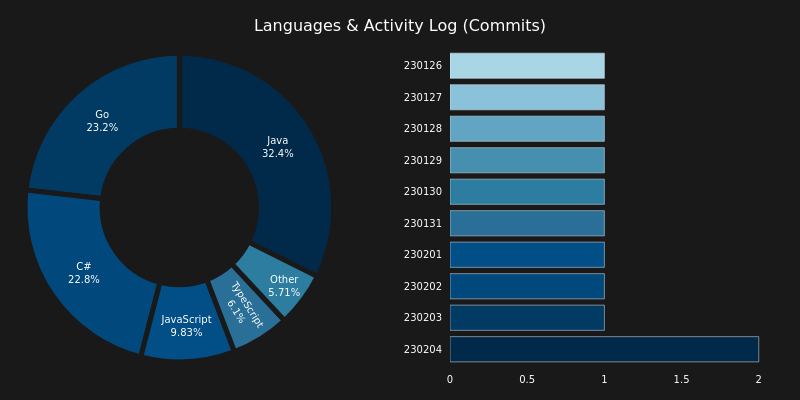 Languages & Activity Log (Commits)
Java
32.4%
Go
23.2%
C#
22.8%
JavaScript
9.83%
TypeScript
6.1%
Other
5.71%
230126
230127
230128
230129
230130
230131
230201
230202
230203
230204
0 0.5 1 1.5 2